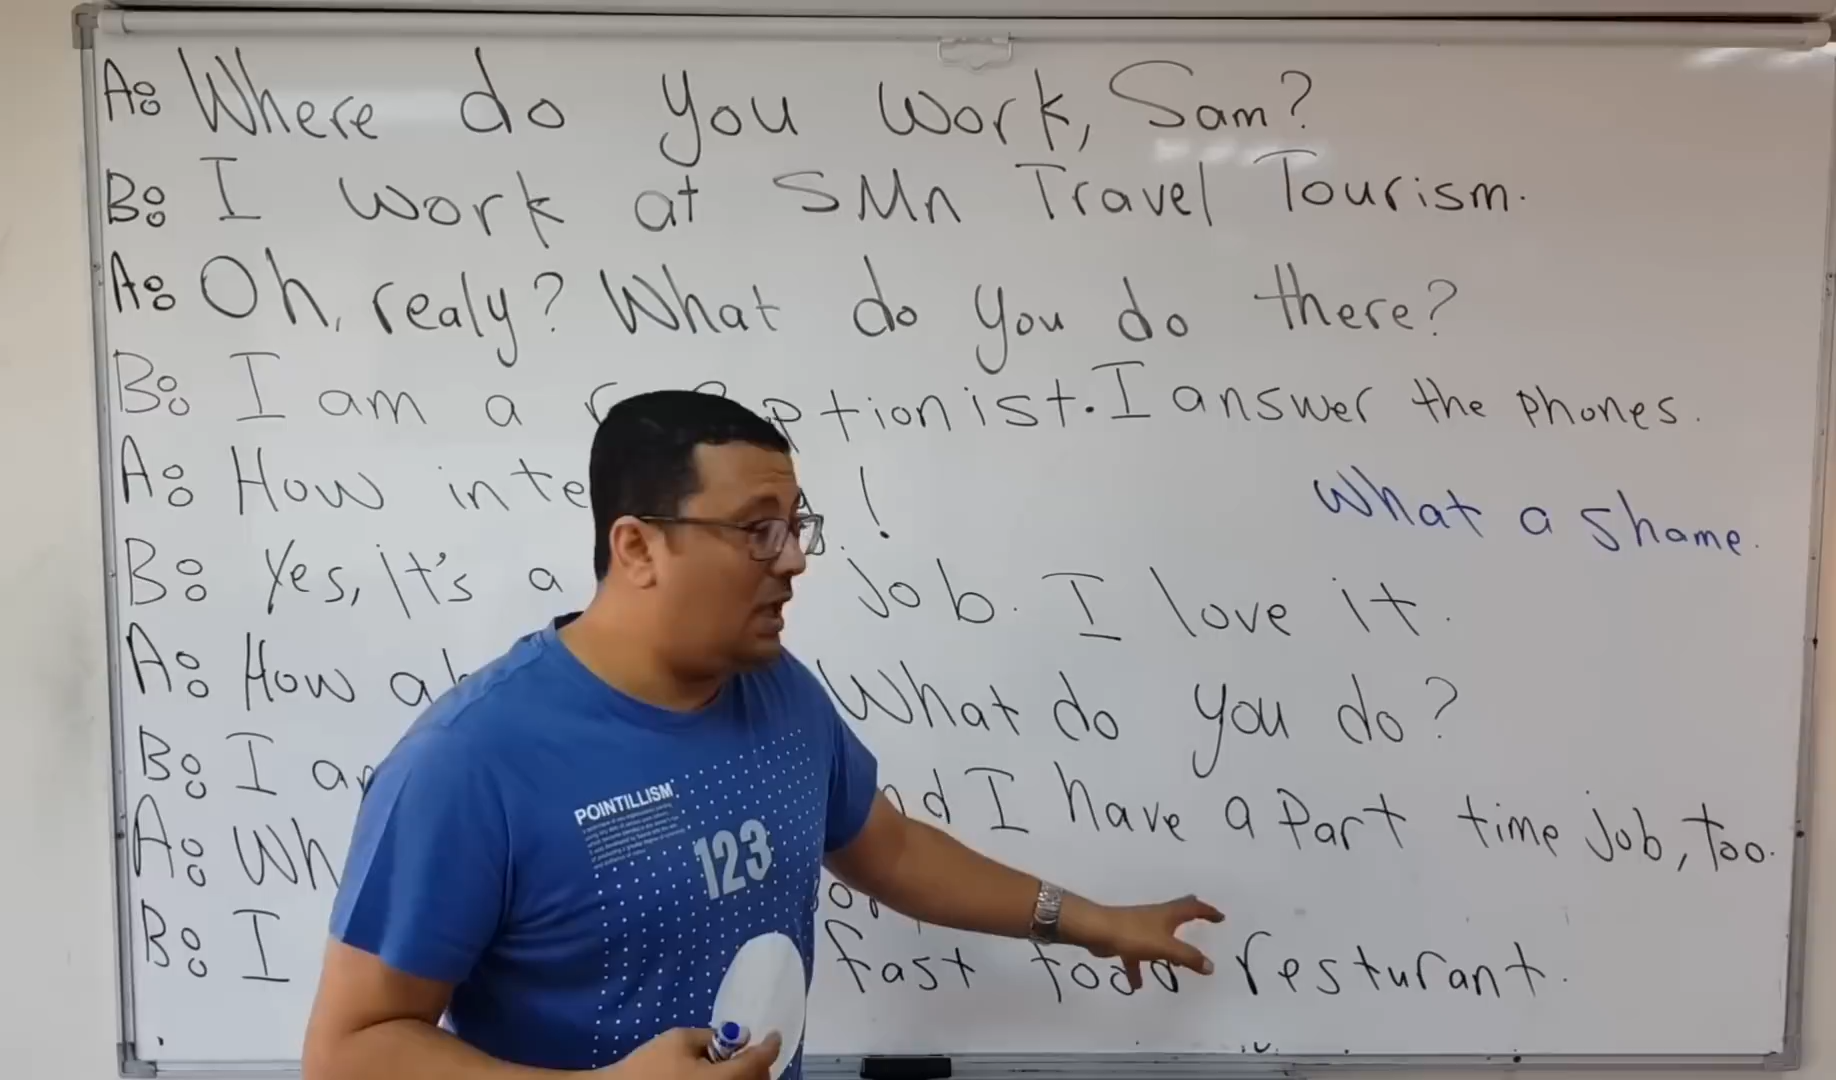 A: Where do you work, Sam?
B: I work at SMn Travel Tourism.
A: Oh, realy? What do you do there?
B: I am a ptionist. I answer the phones.
A: How inte !
What a shame.
B: Yes, it's a job. I love it.
A: How What do you do?
B: I I have a Part time job, too.
A: Wh
B: I fast food resturant.
POINTILLISM
123